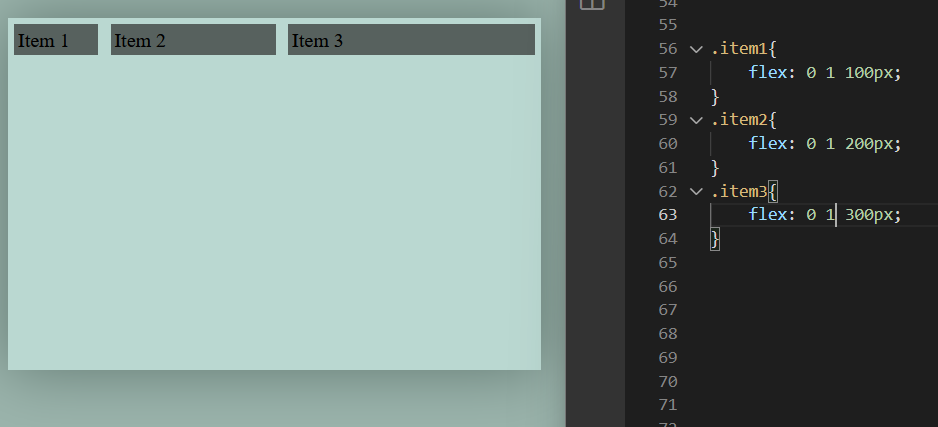 Item 1 Item 2 Item 3
54
55
56 .item1{
57 flex: 0 1 100px;
58 }
59 .item2{
60 flex: 0 1 200px;
61 }
62 .item3{
63 flex: 0 1 300px;
64 }
65
66
67
68
69
70
71
72